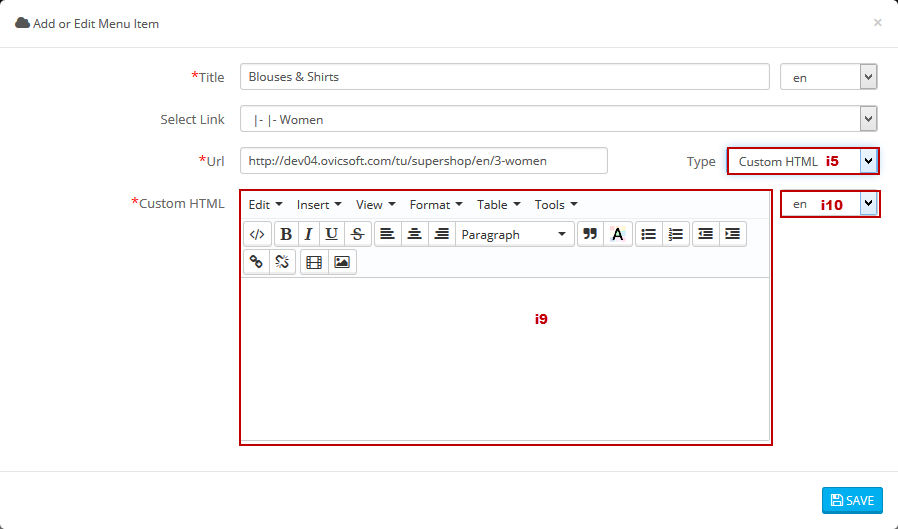 Add or Edit Menu Item ×
*Title Blouses & Shirts en
Select Link |- |- Women
*Url http://dev04.ovicsoft.com/tu/supershop/en/3-women Type Custom HTML i5
*Custom HTML Edit Insert View Format Table Tools en i10
</> B I U S Paragraph A
i9
SAVE